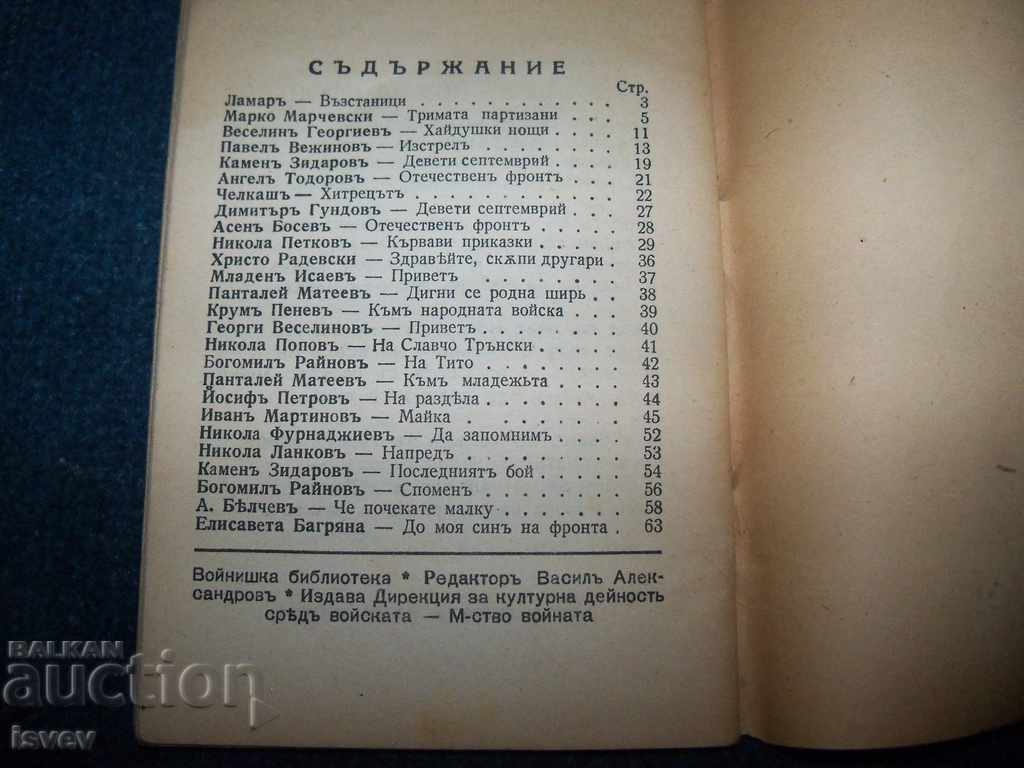 СЪДЪРЖАНИЕ
Стр.
Ламаръ — Възстаници . . . . . . . . . . . . 3
Марко Марчевски — Тримата партизани . . . 5
Веселинъ Георгиевъ — Хайдушки нощи . . . . 11
Павелъ Вежиновъ — Изстрелъ . . . . . . . . 13
Каменъ Зидаровъ — Девети септемврий . . . . 19
Ангелъ Тодоровъ — Отечественъ фронтъ . . . 21
Челкашъ — Хитрецътъ . . . . . . . . . . . 22
Димитъръ Гундовъ — Девети септемврий . . . . 27
Асенъ Босевъ — Отечественъ фронтъ . . . . . 28
Никола Петковъ — Кървави приказки . . . . . 29
Христо Радевски — Здравѣйте, скѫпи другари . 36
Младенъ Исаевъ — Приветъ . . . . . . . . 37
Панталей Матеевъ — Дигни се родна ширь . . 38
Крумъ Пеневъ — Къмъ народната войска . . . 39
Георги Веселиновъ — Приветъ . . . . . . . . 40
Никола Поповъ — На Славчо Трънски . . . . . 41
Богомилъ Райновъ — На Тито . . . . . . . . 42
Панталей Матеевъ — Къмъ младежьта . . . . 43
Йосифъ Петровъ — На раздѣла . . . . . . . . 44
Иванъ Мартиновъ — Майка . . . . . . . . . 45
Никола Фурнаджиевъ — Да запомнимъ . . . . 52
Никола Ланковъ — Напредъ . . . . . . . . . 53
Каменъ Зидаровъ — Последниятъ бой . . . . . 54
Богомилъ Райновъ — Споменъ . . . . . . . . 56
А. Бѣлчевъ — Че почекате малку . . . . . . . 58
Елисавета Багряна — До моя синъ на фронта . 63
Войнишка библиотека * Редакторъ Василъ Алек-
сандровъ * Издава Дирекция за културна дейность
срѣдъ войската — М-ство войната
BALKAN
auction
isvev